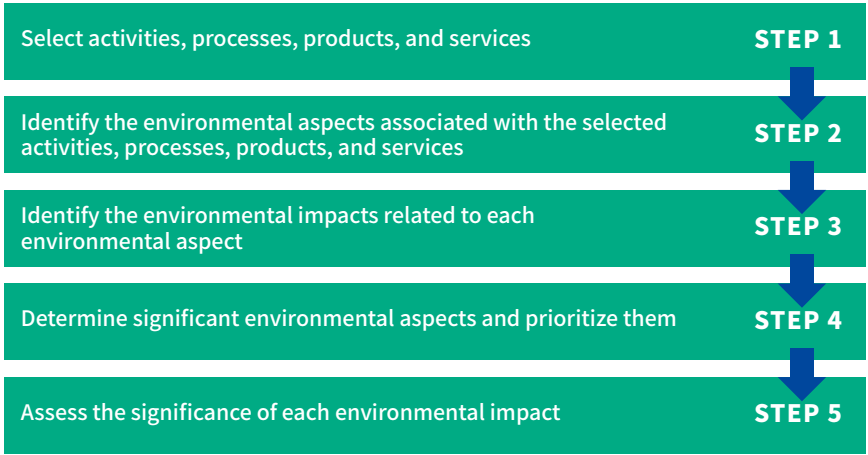 Select activities, processes, products, and services STEP 1
Identify the environmental aspects associated with the selected
activities, processes, products, and services STEP 2
Identify the environmental impacts related to each
environmental aspect STEP 3
Determine significant environmental aspects and prioritize them STEP 4
Assess the significance of each environmental impact STEP 5